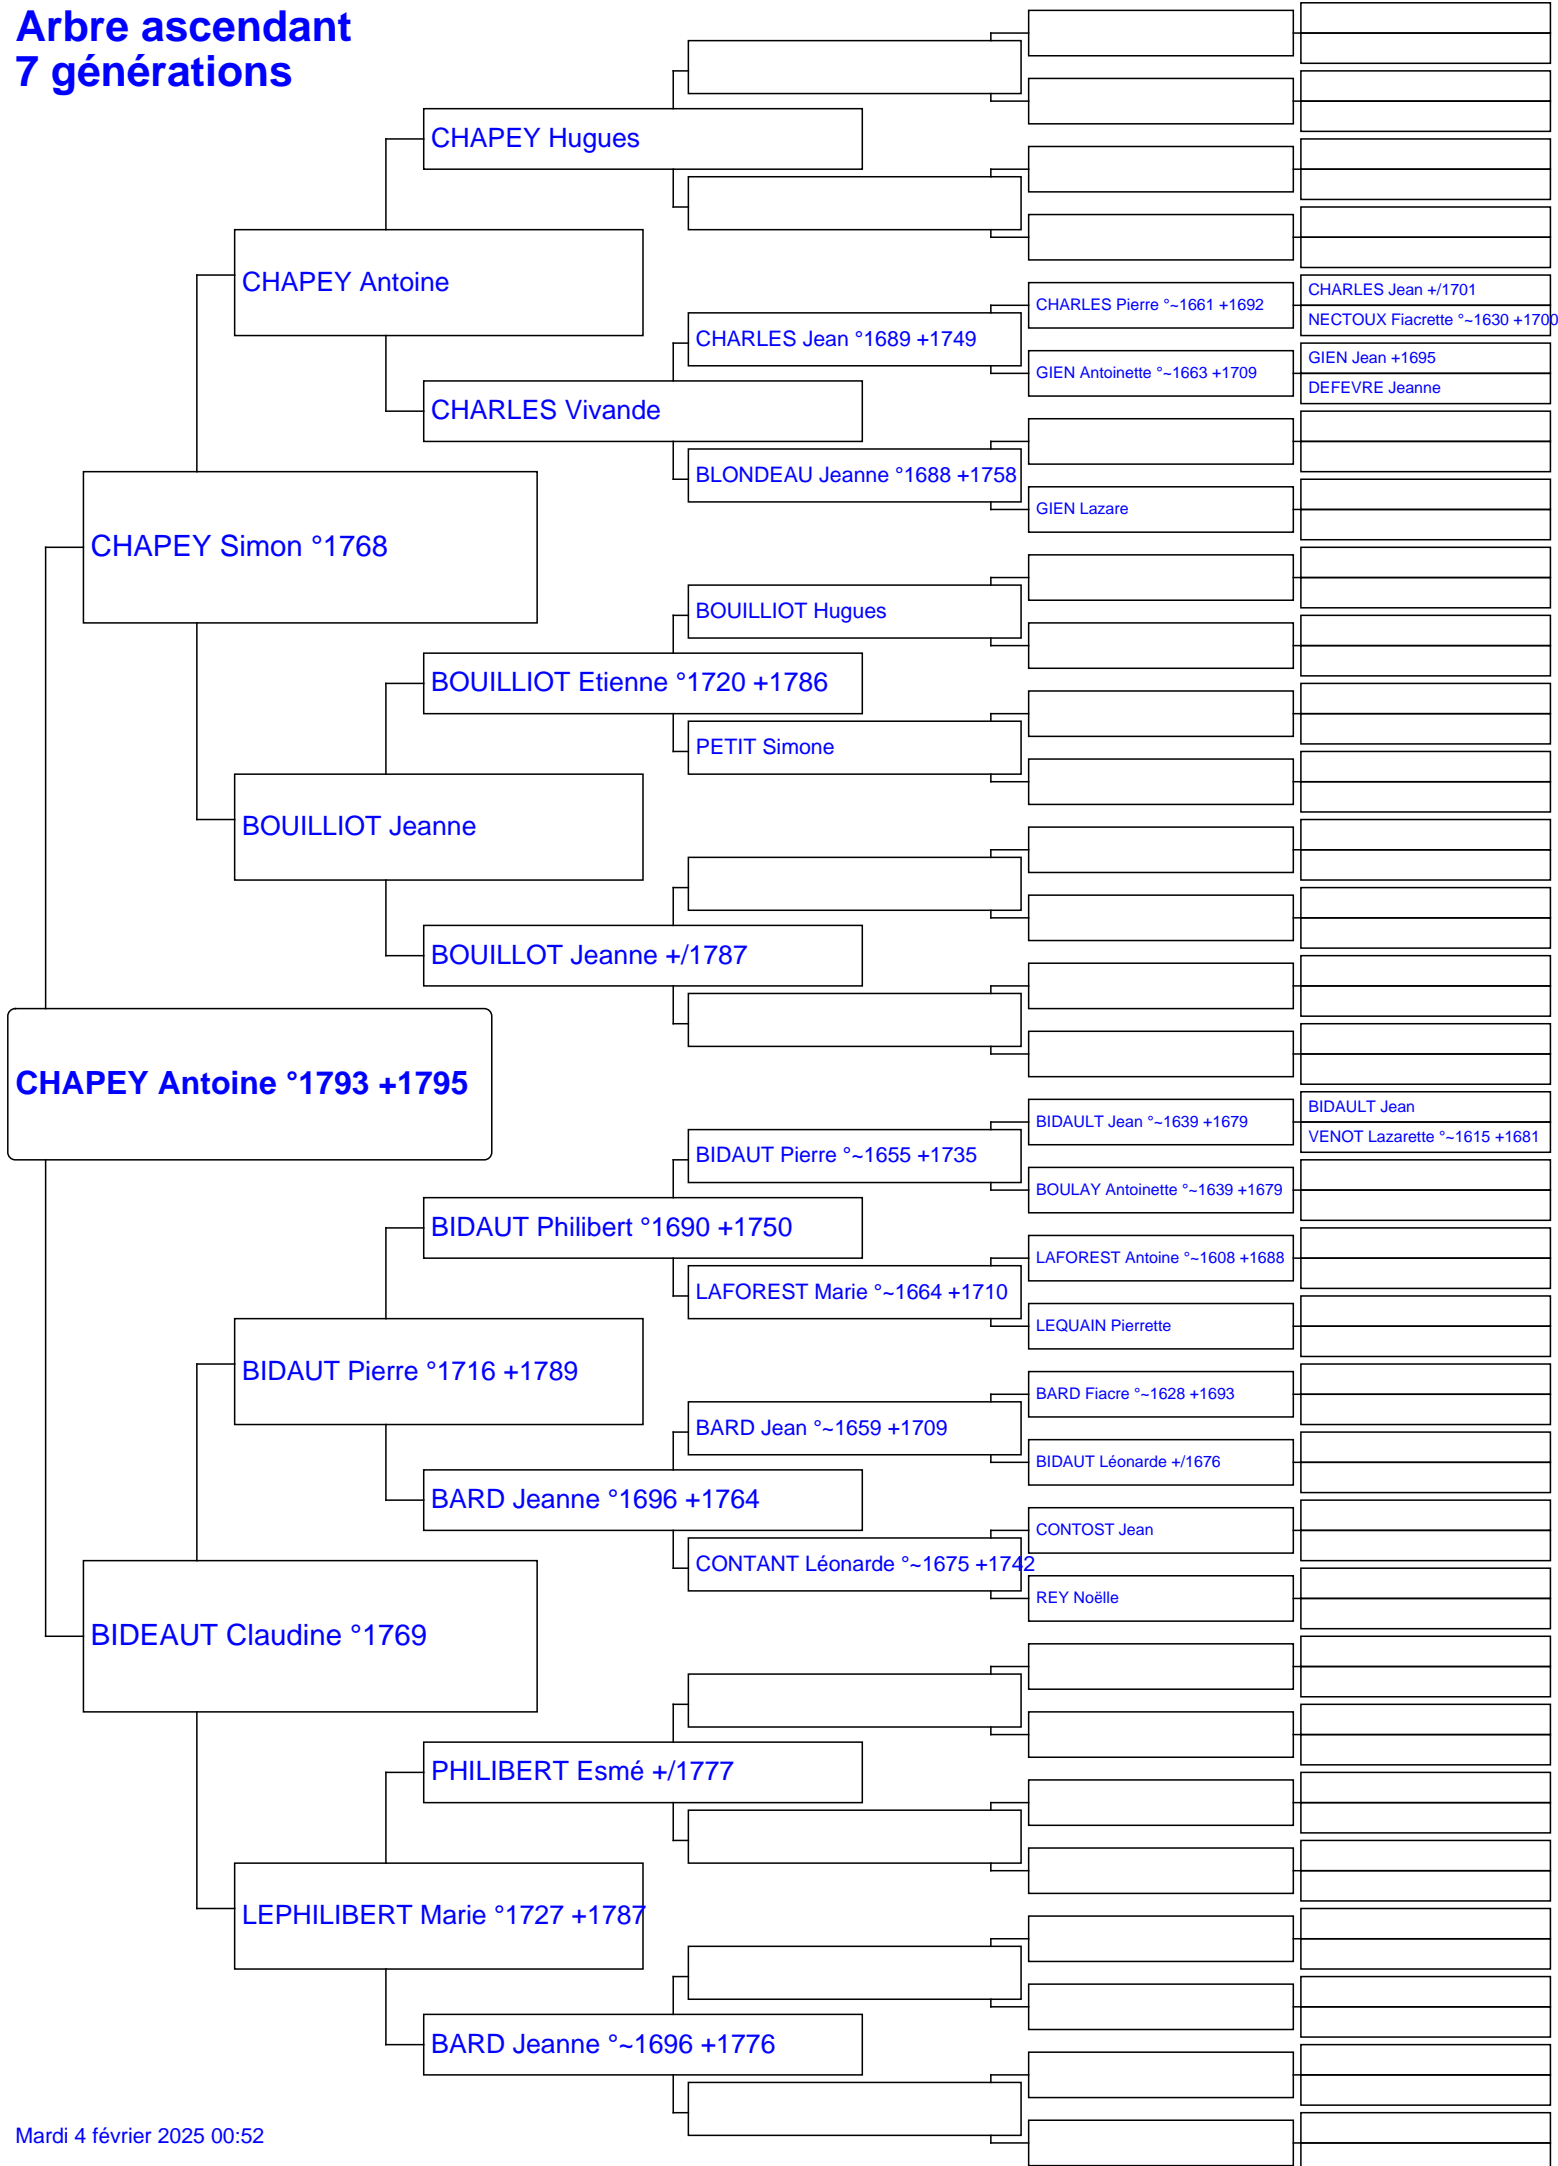 Arbre ascendant
7 générations
CHAPEY Hugues
CHAPEY Antoine
CHARLES Pierre °~1661 +1692
CHARLES Jean +/1701
NECTOUX Fiacrette °~1630 +1700
CHARLES Jean °1689 +1749
GIEN Antoinette °~1663 +1709
GIEN Jean +1695
DEFEVRE Jeanne
CHARLES Vivande
BLONDEAU Jeanne °1688 +1758
GIEN Lazare
CHAPEY Simon °1768
BOUILLIOT Hugues
BOUILLIOT Etienne °1720 +1786
PETIT Simone
BOUILLIOT Jeanne
BOUILLOT Jeanne +/1787
CHAPEY Antoine °1793 +1795
BIDAULT Jean °~1639 +1679
BIDAULT Jean
VENOT Lazarette °~1615 +1681
BIDAUT Pierre °~1655 +1735
BOULAY Antoinette °~1639 +1679
BIDAUT Philibert °1690 +1750
LAFOREST Antoine °~1608 +1688
LAFOREST Marie °~1664 +1710
LEQUAIN Pierrette
BIDAUT Pierre °1716 +1789
BARD Fiacre °~1628 +1693
BARD Jean °~1659 +1709
BIDAUT Léonarde +/1676
BARD Jeanne °1696 +1764
CONTOST Jean
CONTANT Léonarde °~1675 +1742
REY Noëlle
BIDEAUT Claudine °1769
PHILIBERT Esmé +/1777
LEPHILIBERT Marie °1727 +1787
BARD Jeanne °~1696 +1776
Mardi 4 février 2025 00:52